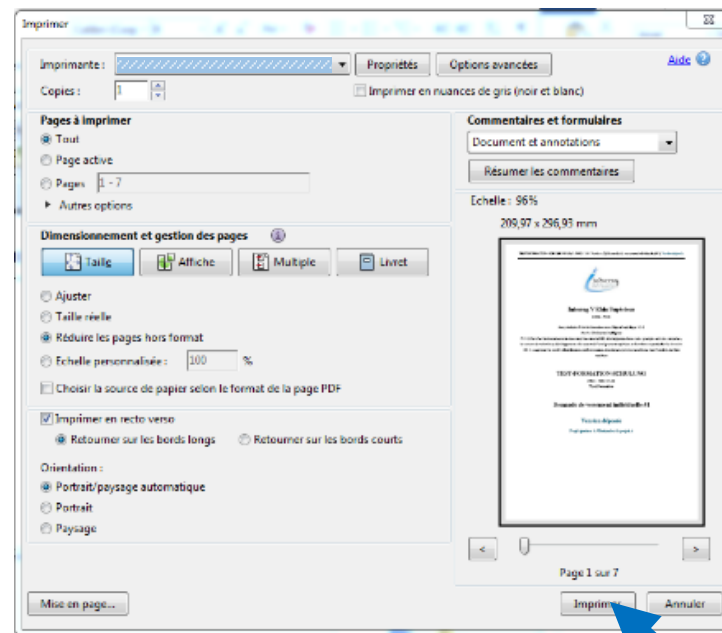 Imprimer
Imprimante : Propriétés Options avancées Aide
Copies : 1 Imprimer en nuances de gris (noir et blanc)
Pages à imprimer
Tout
Page active
Pages 1 - 7
Autres options
Commentaires et formulaires
Document et annotations
Résumer les commentaires
Echelle : 96%
209,97 x 296,93 mm
Dimensionnement et gestion des pages
Taille Affiche Multiple Livret
Ajuster
Taille réelle
Réduire les pages hors format
Echelle personnalisée : 100 %
Choisir la source de papier selon le format de la page PDF
Imprimer en recto verso
Retourner sur les bords longs Retourner sur les bords courts
Orientation :
Portrait/paysage automatique
Portrait
Paysage
Interreg
TEST-FORMATION-SCHULUNG
< >
Page 1 sur 7
Mise en page... Imprimer Annuler